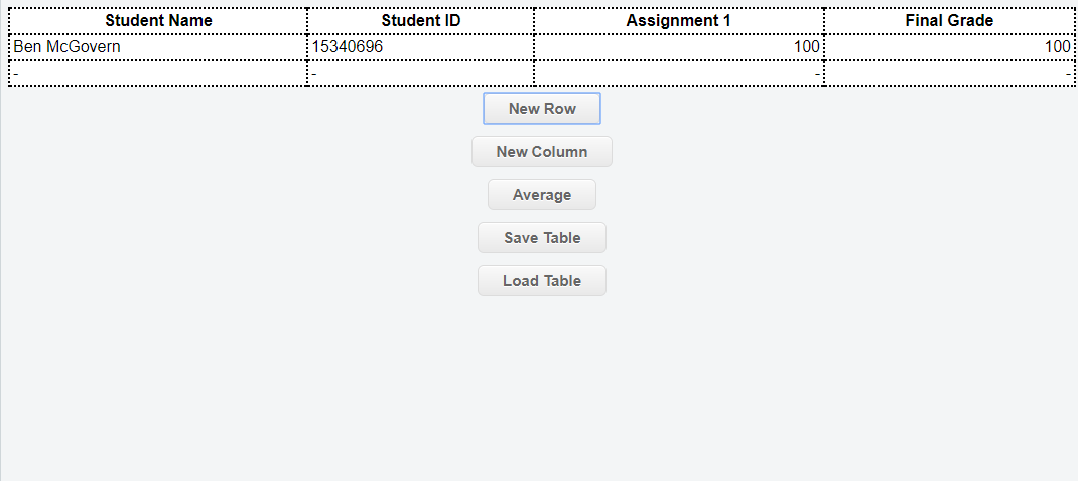 Student Name Student ID Assignment 1 Final Grade
Ben McGovern 15340696 100 100
- - - -
New Row
New Column
Average
Save Table
Load Table